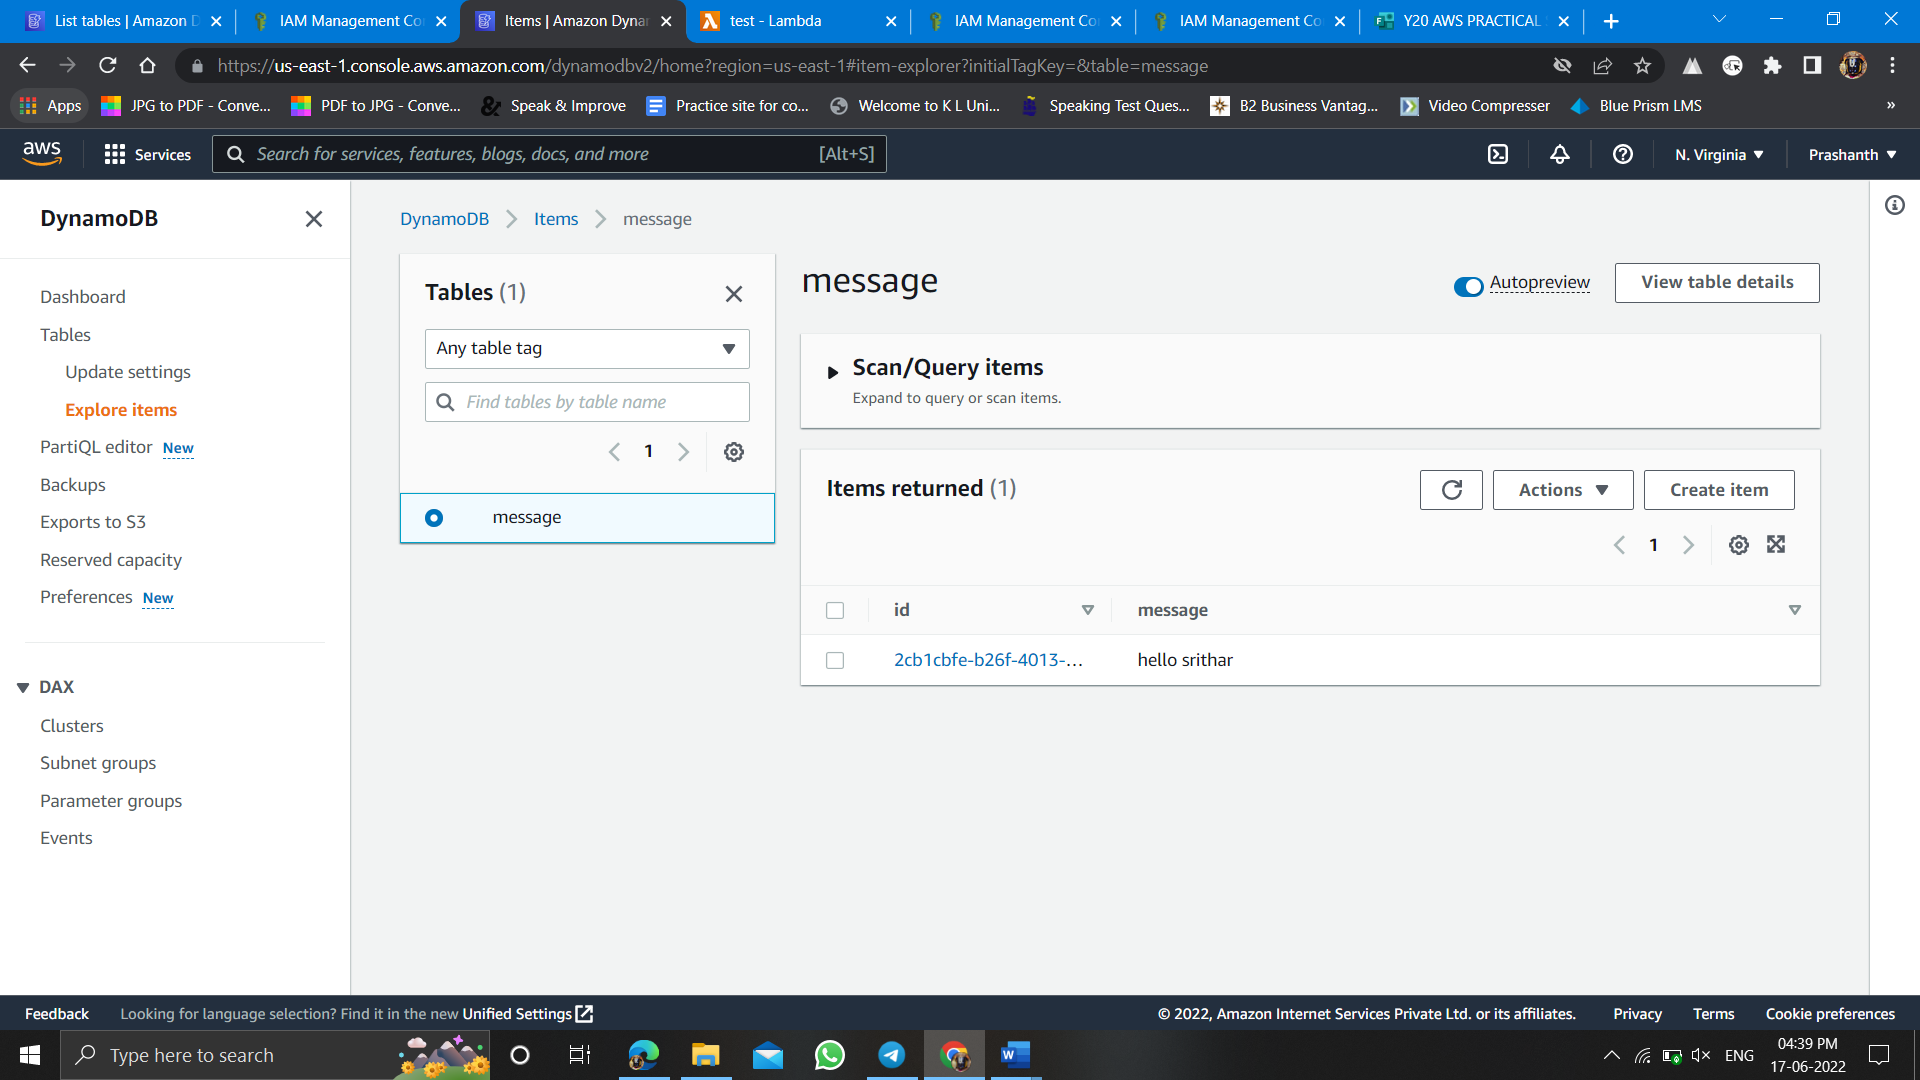 List tables | Amazon D
IAM Management Co
Items | Amazon Dyna
test - Lambda
IAM Management Co
IAM Management Co
Y20 AWS PRACTICAL
https://us-east-1.console.aws.amazon.com/dynamodbv2/home?region=us-east-1#item-explorer?initialTagKey=&table=message
Apps
JPG to PDF - Conve...
PDF to JPG - Conve...
Speak & Improve
Practice site for co...
Welcome to K L Uni...
Speaking Test Ques...
B2 Business Vantag...
Video Compresser
Blue Prism LMS
»
aws
Services
Search for services, features, blogs, docs, and more
[Alt+S]
N. Virginia
Prashanth
DynamoDB
Dashboard
Tables
Update settings
Explore items
PartiQL editor New
Backups
Exports to S3
Reserved capacity
Preferences New
DAX
Clusters
Subnet groups
Parameter groups
Events
DynamoDB
Items
message
Tables (1)
Any table tag
Find tables by table name
1
message
message
Autopreview
View table details
Scan/Query items
Expand to query or scan items.
Items returned (1)
Actions
Create item
1
id
message
2cb1cbfe-b26f-4013-...
hello srithar
Feedback
Looking for language selection? Find it in the new Unified Settings
© 2022, Amazon Internet Services Private Ltd. or its affiliates.
Privacy
Terms
Cookie preferences
Type here to search
ENG
04:39 PM
17-06-2022